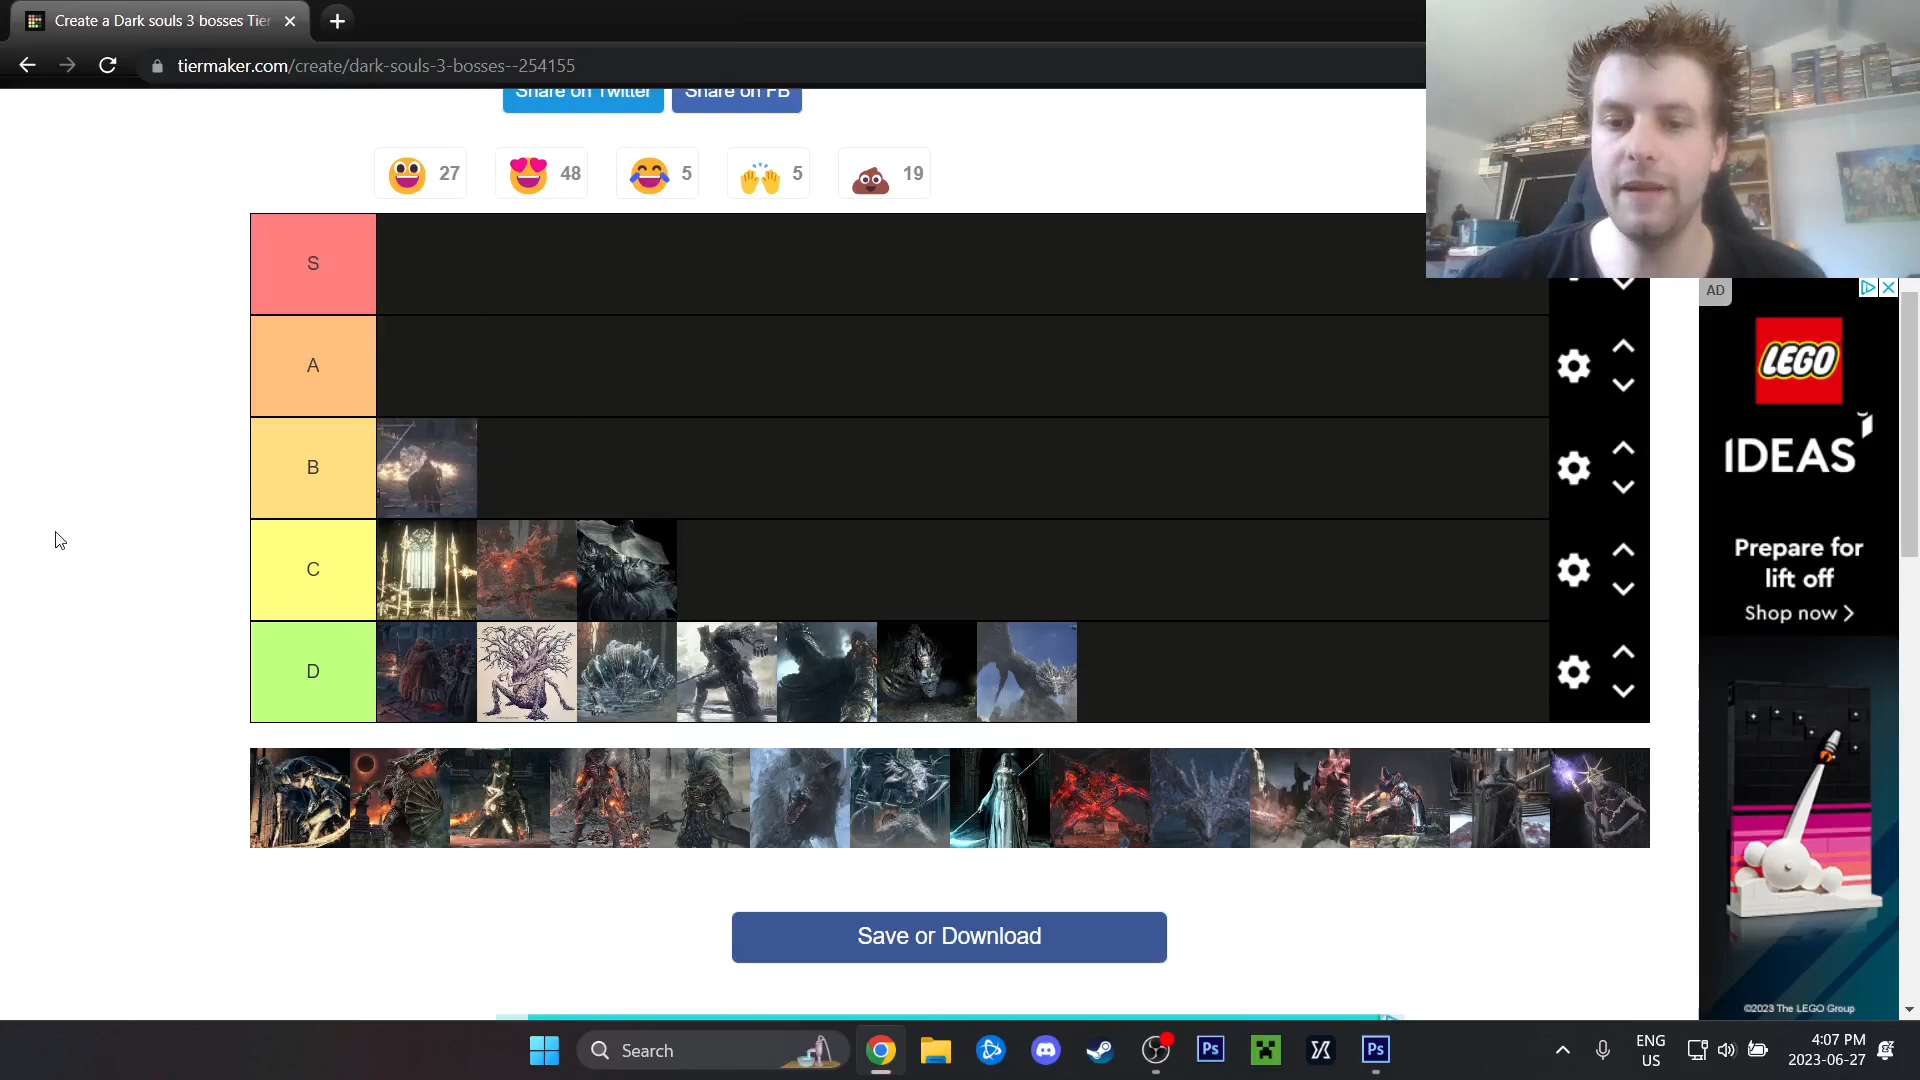 Create a Dark souls 3 bosses Tier
tiermaker.com/create/dark-souls-3-bosses--254155
Share on Twitter
Share on FB
27
48
5
5
19
S
A
B
C
D
AD
LEGO
IDEAS
Prepare for
lift off
Shop now
©2023 The LEGO Group
Save or Download
Search
Ps
Ps
ENG
US
4:07 PM
2023-06-27